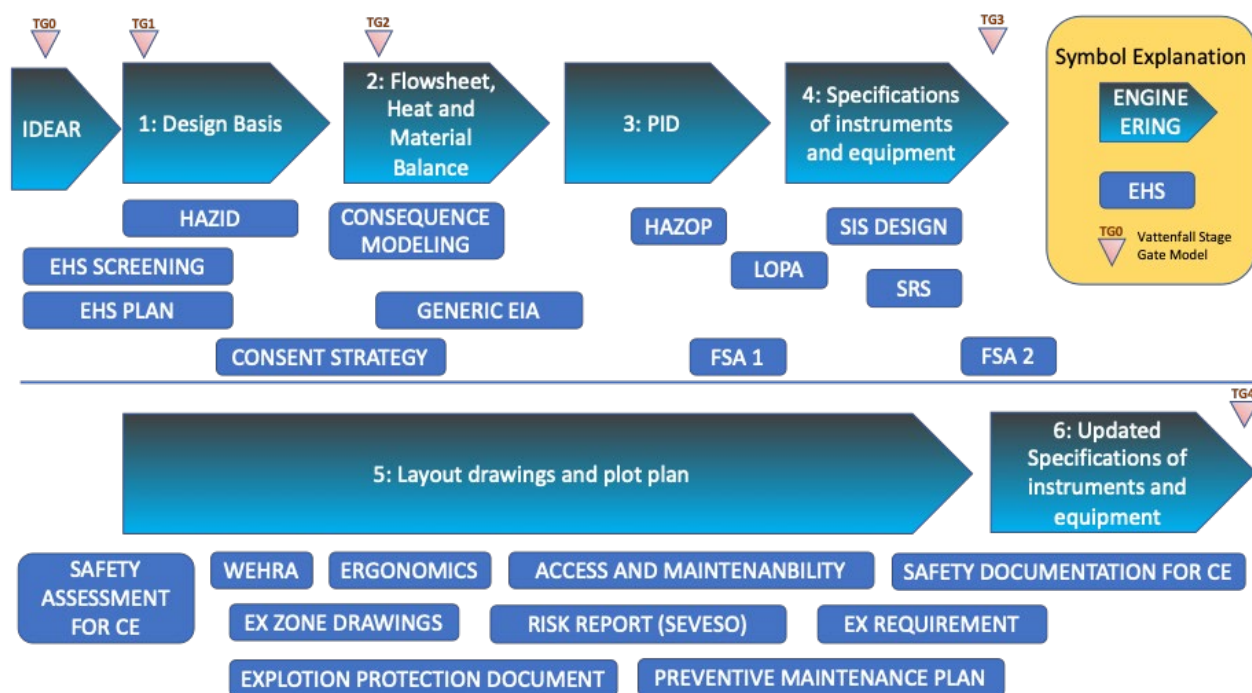 TG0
TG1
TG2
TG3
IDEAR
1: Design Basis
2: Flowsheet,
Heat and
Material
Balance
3: PID
4: Specifications
of instruments
and equipment
Symbol Explanation
ENGINE
ERING
EHS
TG0
Vattenfall Stage
Gate Model
HAZID
CONSEQUENCE
MODELING
HAZOP
SIS DESIGN
EHS SCREENING
LOPA
SRS
EHS PLAN
GENERIC EIA
CONSENT STRATEGY
FSA 1
FSA 2
TG4
5: Layout drawings and plot plan
6: Updated
Specifications of
instruments and
equipment
SAFETY
ASSESSMENT
FOR CE
WEHRA
ERGONOMICS
ACCESS AND MAINTENANBILITY
SAFETY DOCUMENTATION FOR CE
EX ZONE DRAWINGS
RISK REPORT (SEVESO)
EX REQUIREMENT
EXPLOTION PROTECTION DOCUMENT
PREVENTIVE MAINTENANCE PLAN